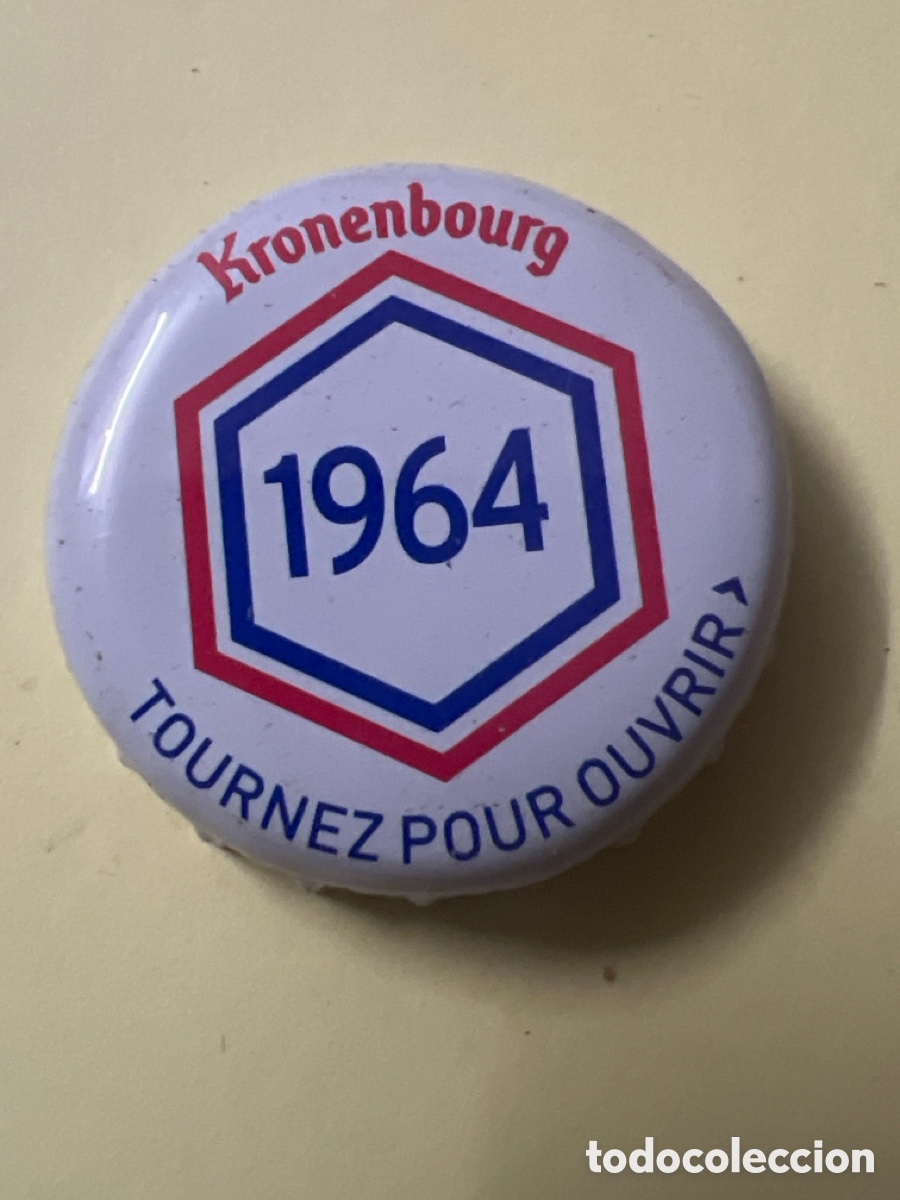 Kronenbourg
1964
TOURNEZ POUR OUVRIR >
todocoleccion